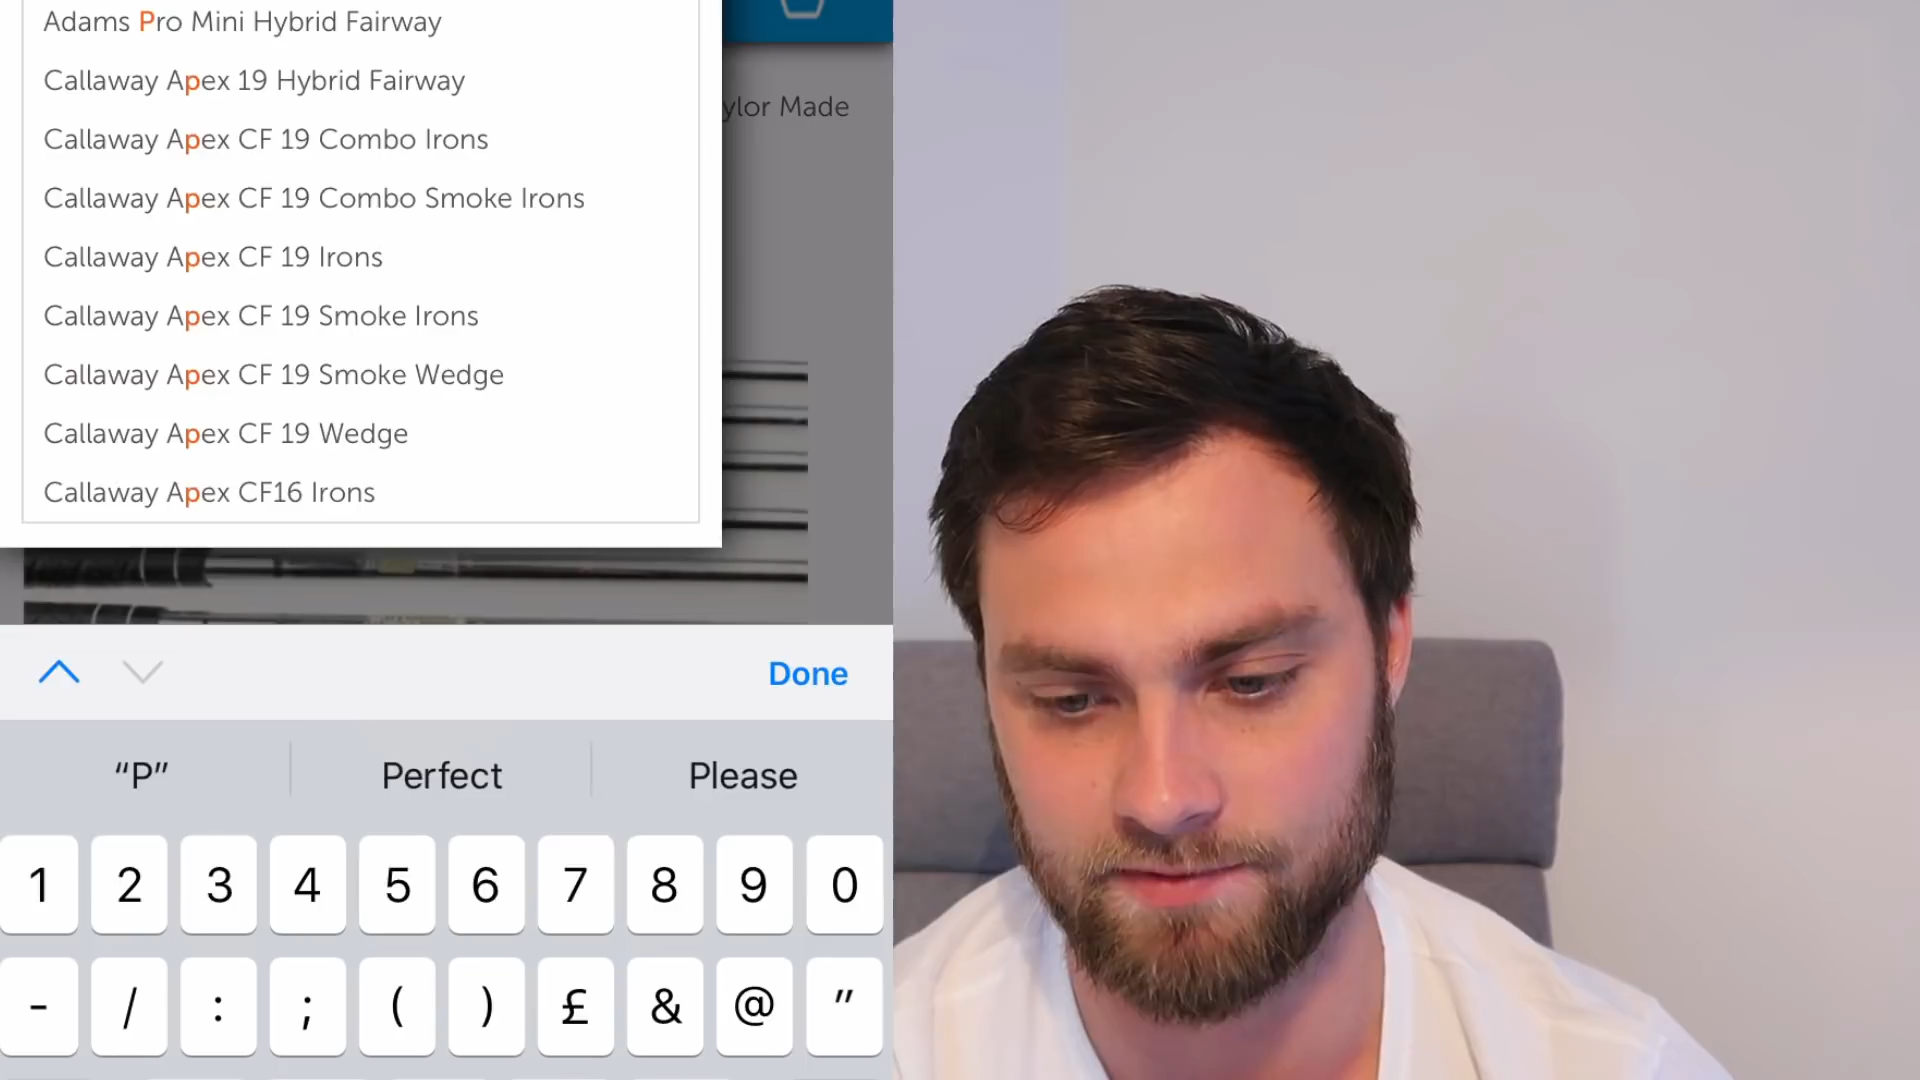 Adams Pro Mini Hybrid Fairway
Callaway Apex 19 Hybrid Fairway
ylor Made
Callaway Apex CF 19 Combo Irons
Callaway Apex CF 19 Combo Smoke Irons
Callaway Apex CF 19 Irons
Callaway Apex CF 19 Smoke Irons
Callaway Apex CF 19 Smoke Wedge
Callaway Apex CF 19 Wedge
Callaway Apex CF16 Irons
Done
“P” Perfect Please
1 2 3 4 5 6 7 8 9 0
- / : ; ( ) £ & @ "